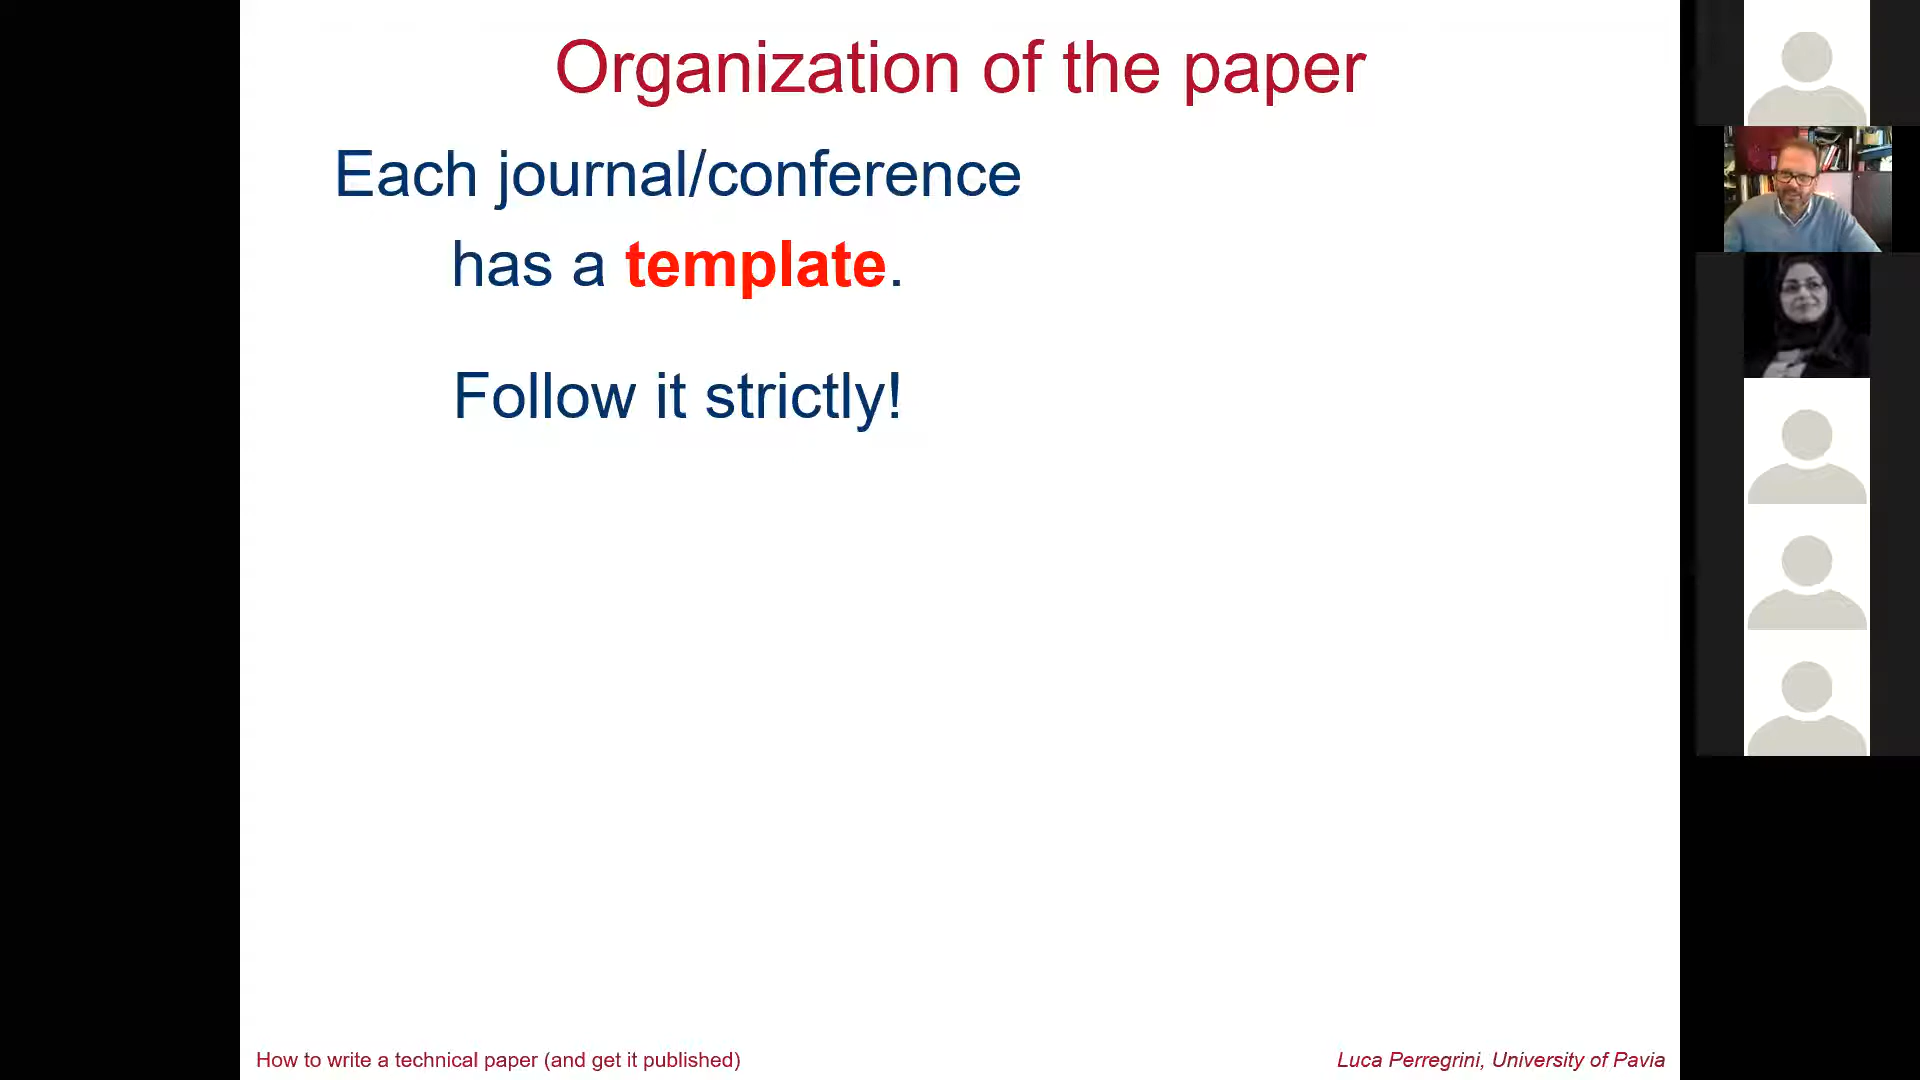 Organization of the paper
Each journal/conference
has a template.
Follow it strictly!
How to write a technical paper (and get it published)
Luca Perregrini, University of Pavia